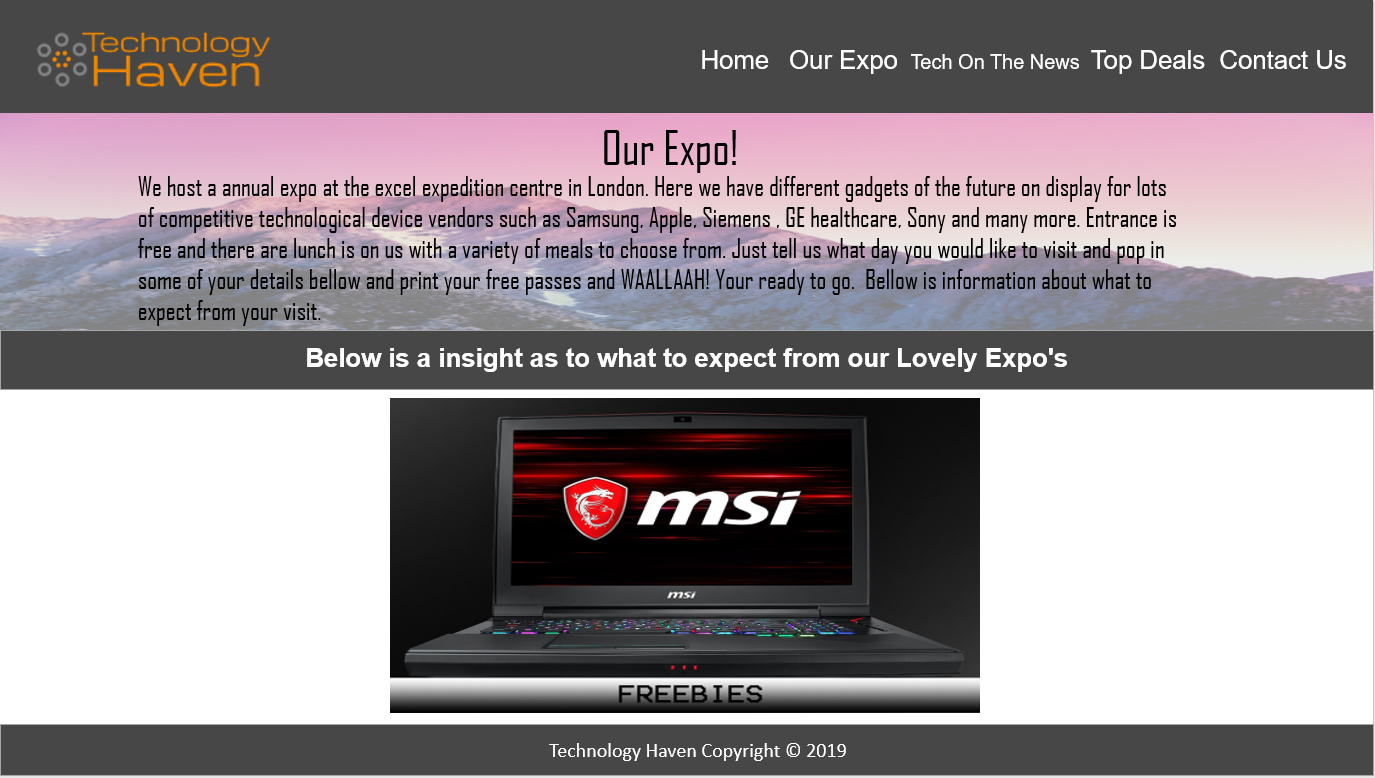 Technology
Haven
Home Our Expo Tech On The News Top Deals Contact Us
Our Expo!
We host a annual expo at the excel expedition centre in London. Here we have different gadgets of the future on display for lots
of competitive technological device vendors such as Samsung, Apple, Siemens , GE healthcare, Sony and many more. Entrance is
free and there are lunch is on us with a variety of meals to choose from. Just tell us what day you would like to visit and pop in
some of your details bellow and print your free passes and WAALLAAH! Your ready to go. Bellow is information about what to
expect from your visit.
Below is a insight as to what to expect from our Lovely Expo's
msi
msi
FREEBIES
Technology Haven Copyright © 2019